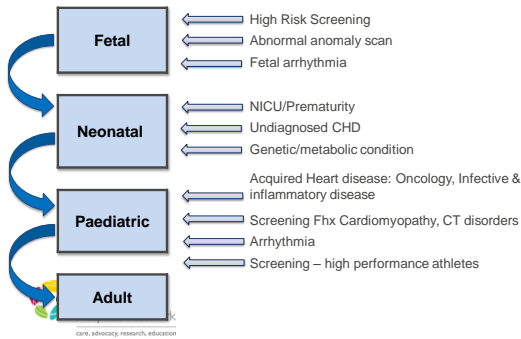 Fetal
High Risk Screening
Abnormal anomaly scan
Fetal arrhythmia
Neonatal
NICU/Prematurity
Undiagnosed CHD
Genetic/metabolic condition
Paediatric
Acquired Heart disease: Oncology, Infective &
inflammatory disease
Screening Fhx Cardiomyopathy, CT disorders
Arrhythmia
Screening – high performance athletes
Adult
care, advocacy, research, education